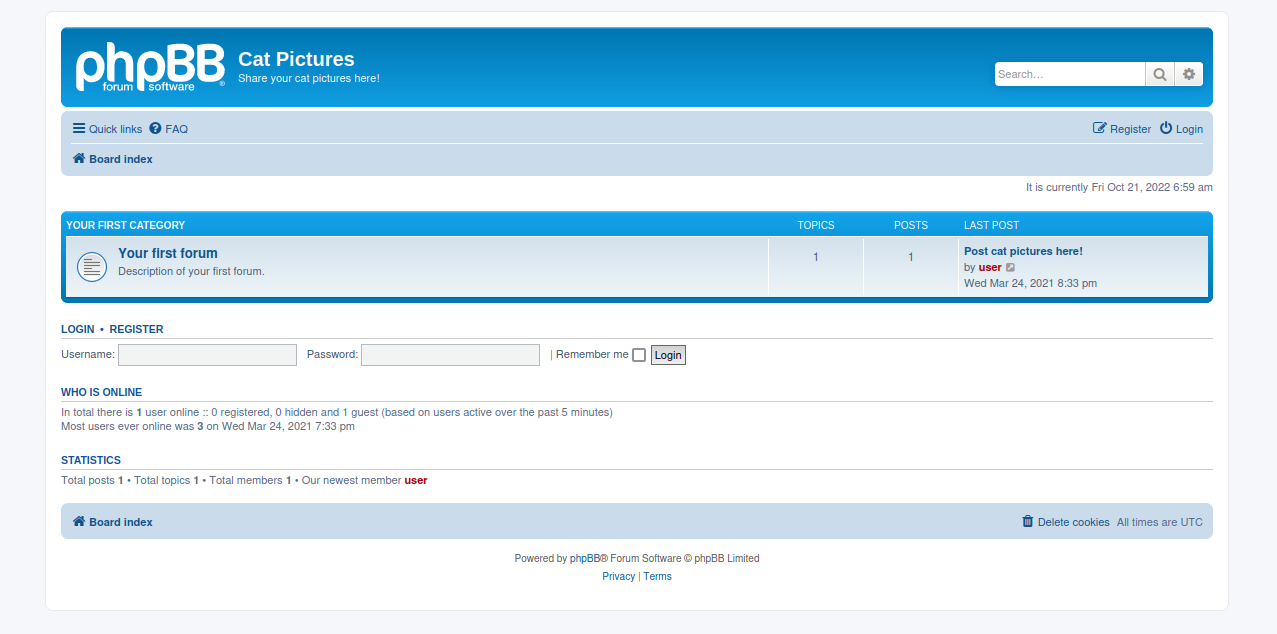 phpBB
forum software ®
Cat Pictures
Share your cat pictures here!
Search…
Quick links FAQ
Register Login
Board index
It is currently Fri Oct 21, 2022 6:59 am
YOUR FIRST CATEGORY TOPICS POSTS LAST POST
Your first forum
Description of your first forum.
1 1
Post cat pictures here!
by user
Wed Mar 24, 2021 8:33 pm
LOGIN • REGISTER
Username: Password: | Remember me Login
WHO IS ONLINE
In total there is 1 user online :: 0 registered, 0 hidden and 1 guest (based on users active over the past 5 minutes)
Most users ever online was 3 on Wed Mar 24, 2021 7:33 pm
STATISTICS
Total posts 1 • Total topics 1 • Total members 1 • Our newest member user
Board index
Delete cookies All times are UTC
Powered by phpBB® Forum Software © phpBB Limited
Privacy | Terms